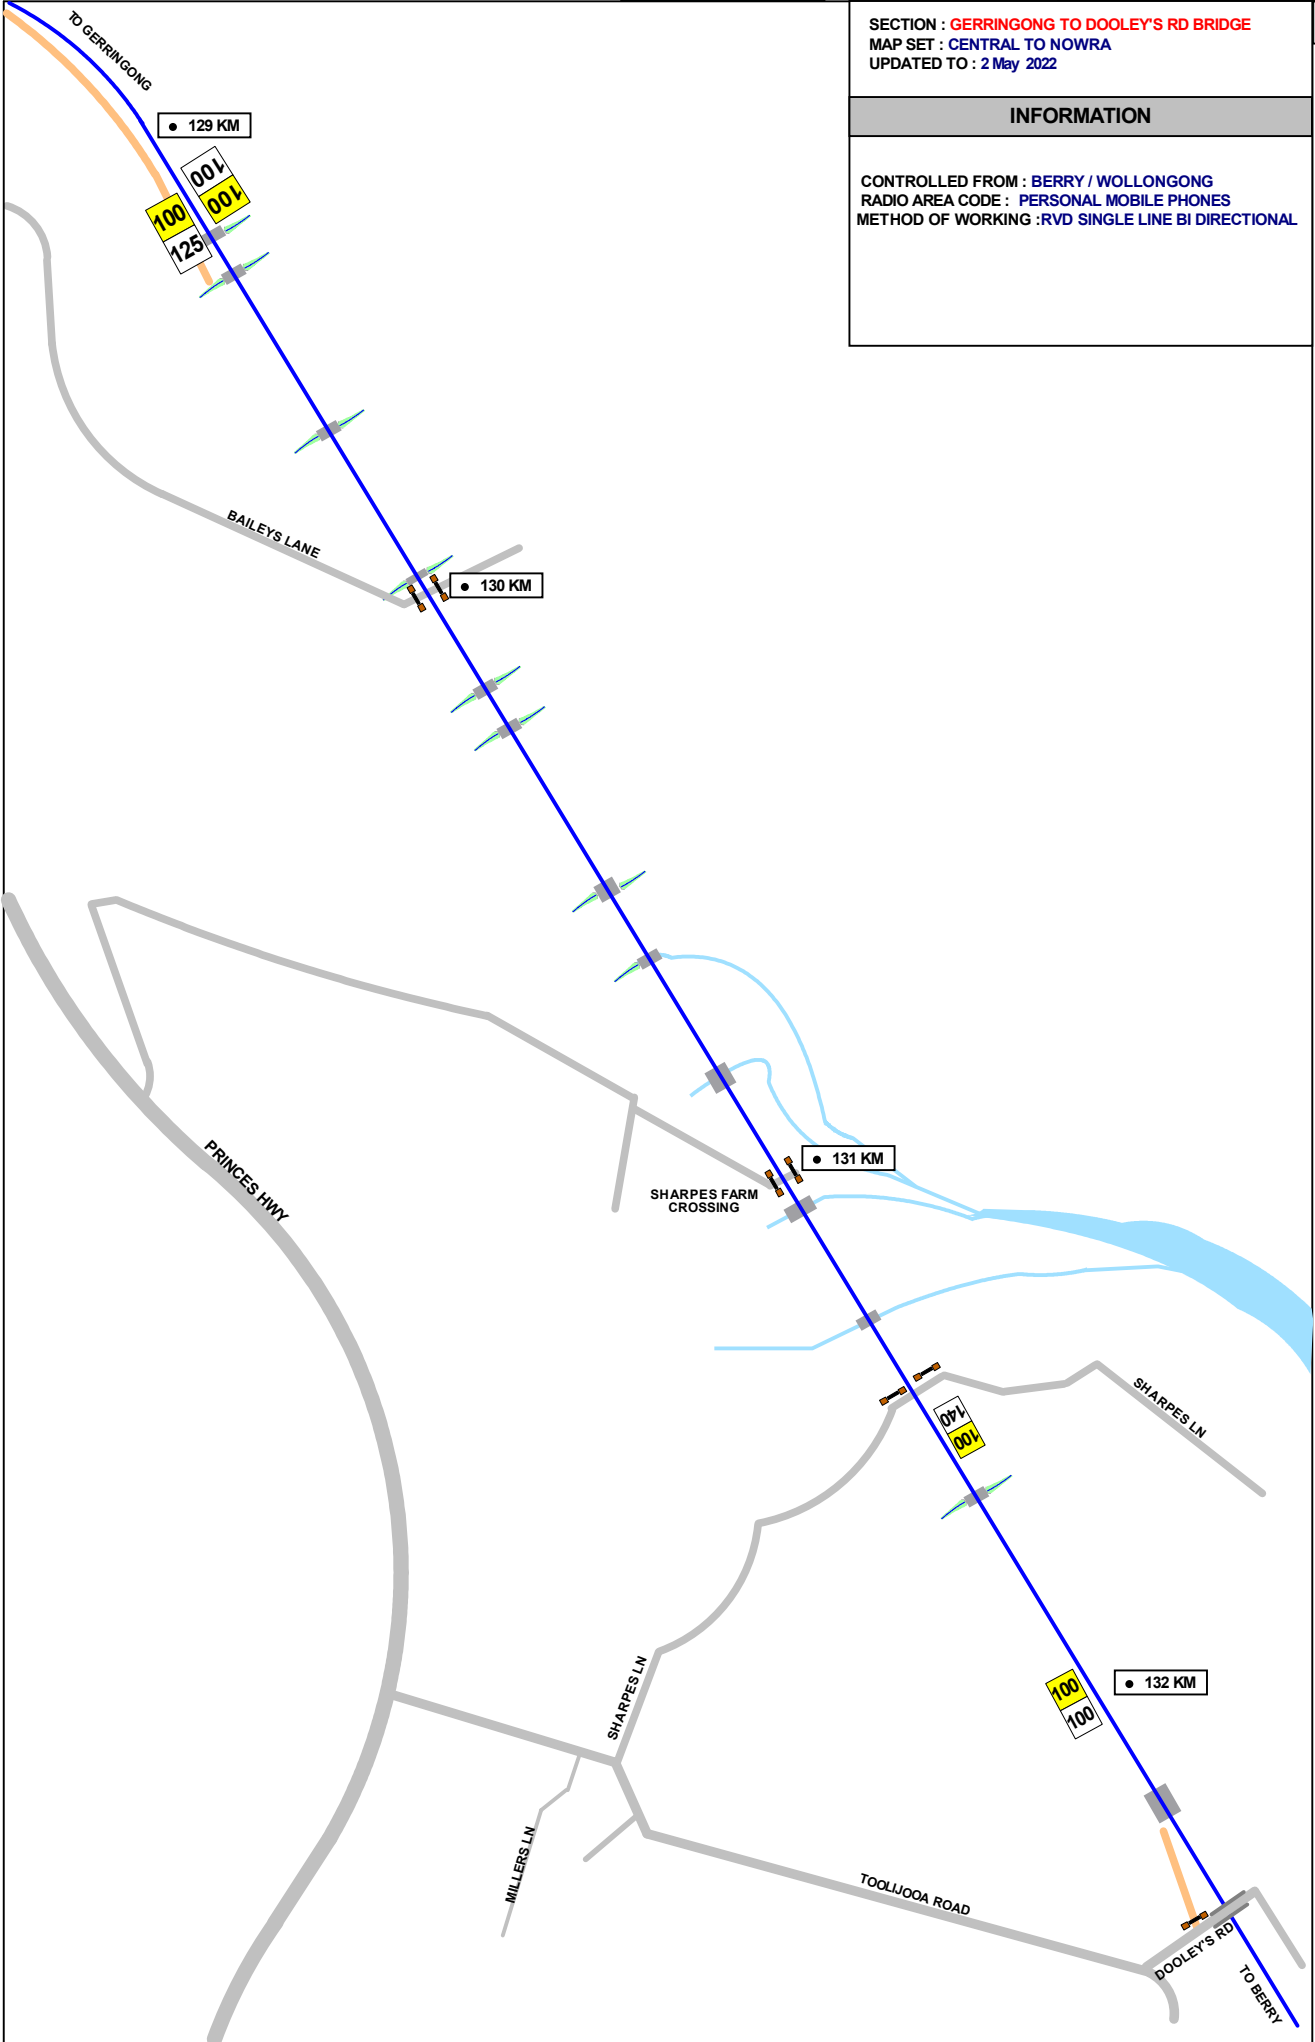 SECTION : GERRINGONG TO DOOLEY'S RD BRIDGE
MAP SET : CENTRAL TO NOWRA
UPDATED TO : 2 May 2022
INFORMATION
CONTROLLED FROM : BERRY / WOLLONGONG
RADIO AREA CODE : PERSONAL MOBILE PHONES
METHOD OF WORKING :RVD SINGLE LINE BI DIRECTIONAL
TO GERRINGONG
129 KM
100
100
100
125
BAILEYS LANE
130 KM
PRINCES HWY
131 KM
SHARPES FARM
CROSSING
SHARPES LN
140
100
SHARPES LN
100
100
132 KM
MILLERS LN
TOOLIJOOA ROAD
DOOLEY'S RD
TO BERRY